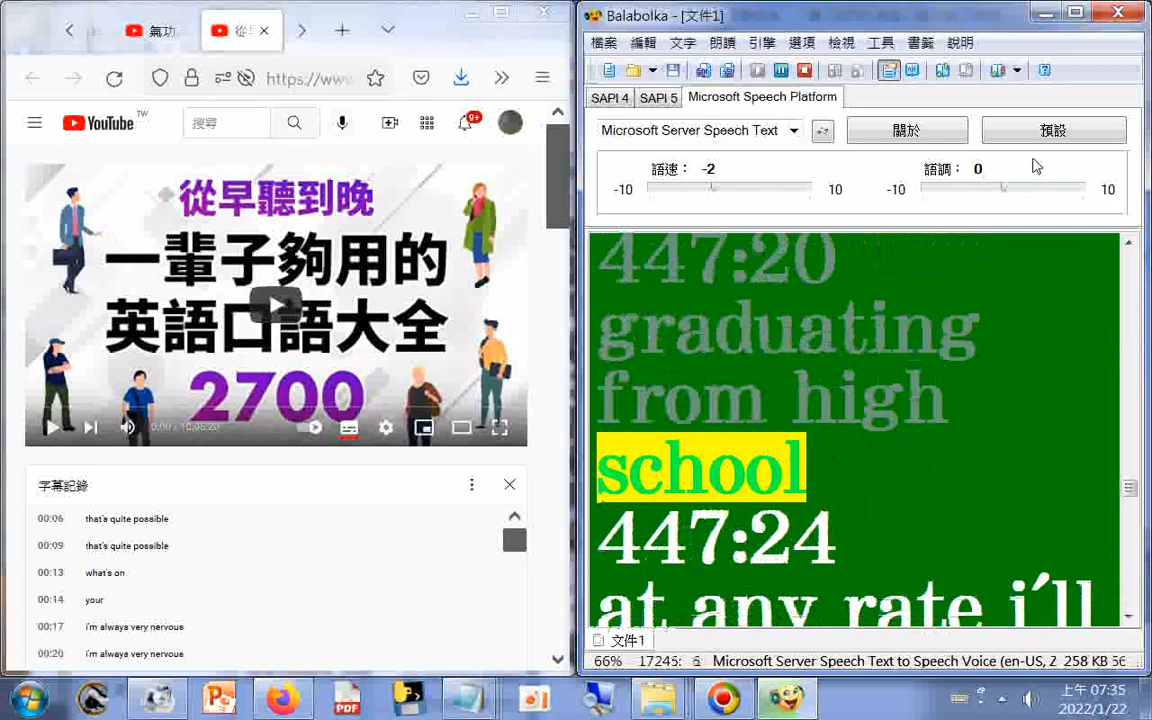 氣功
從!
https://www
YouTube TW
搜尋
9+
從早聽到晚
一輩子夠用的
英語口語大全
2700
0:00 / 10:05:20
字幕記錄
00:06 that's quite possible
00:09 that's quite possible
00:13 what's on
00:14 your
00:17 i'm always very nervous
00:20 i'm always very nervous
Balabolka - [文件1]
檔案 編輯 文字 朗讀 引擎 選項 檢視 工具 書籤 說明
SAPI 4 SAPI 5 Microsoft Speech Platform
Microsoft Server Speech Text 關於 預設
語速: -2 語調: 0
-10 10 -10 10
447:20
graduating
from high
school
447:24
at any rate i'll
文件1
66% 17245: Microsoft Server Speech Text to Speech Voice (en-US, Z 258 KB
上午 07:35
2022/1/22